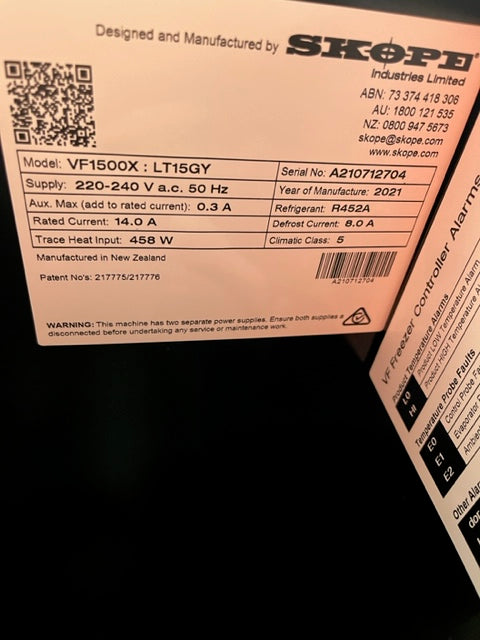 Designed and Manufactured by SKOPE®
Industries Limited
ABN: 73 374 418 306
AU: 1800 121 535
NZ: 0800 947 5673
skope@skope.com
www.skope.com
Model: VF1500X : LT15GY
Serial No: A210712704
Supply: 220-240 V a.c. 50 Hz
Year of Manufacture: 2021
Aux. Max (add to rated current): 0.3 A
Refrigerant: R452A
Rated Current: 14.0 A
Defrost Current: 8.0 A
Trace Heat Input: 458 W
Climatic Class: 5
Manufactured in New Zealand
A210712704
Patent No's: 217775/217776
WARNING: This machine has two separate power supplies. Ensure both supplies a
disconnected before undertaking any service or maintenance work.
VF Freezer Controller Alarms
Product Temperature Alarms
LO Product LOW Temperature Alarm
HI Product HIGH Temperature
Temperature Probe Faults
E0 Control Probe
E1 Evaporator
E2
Other